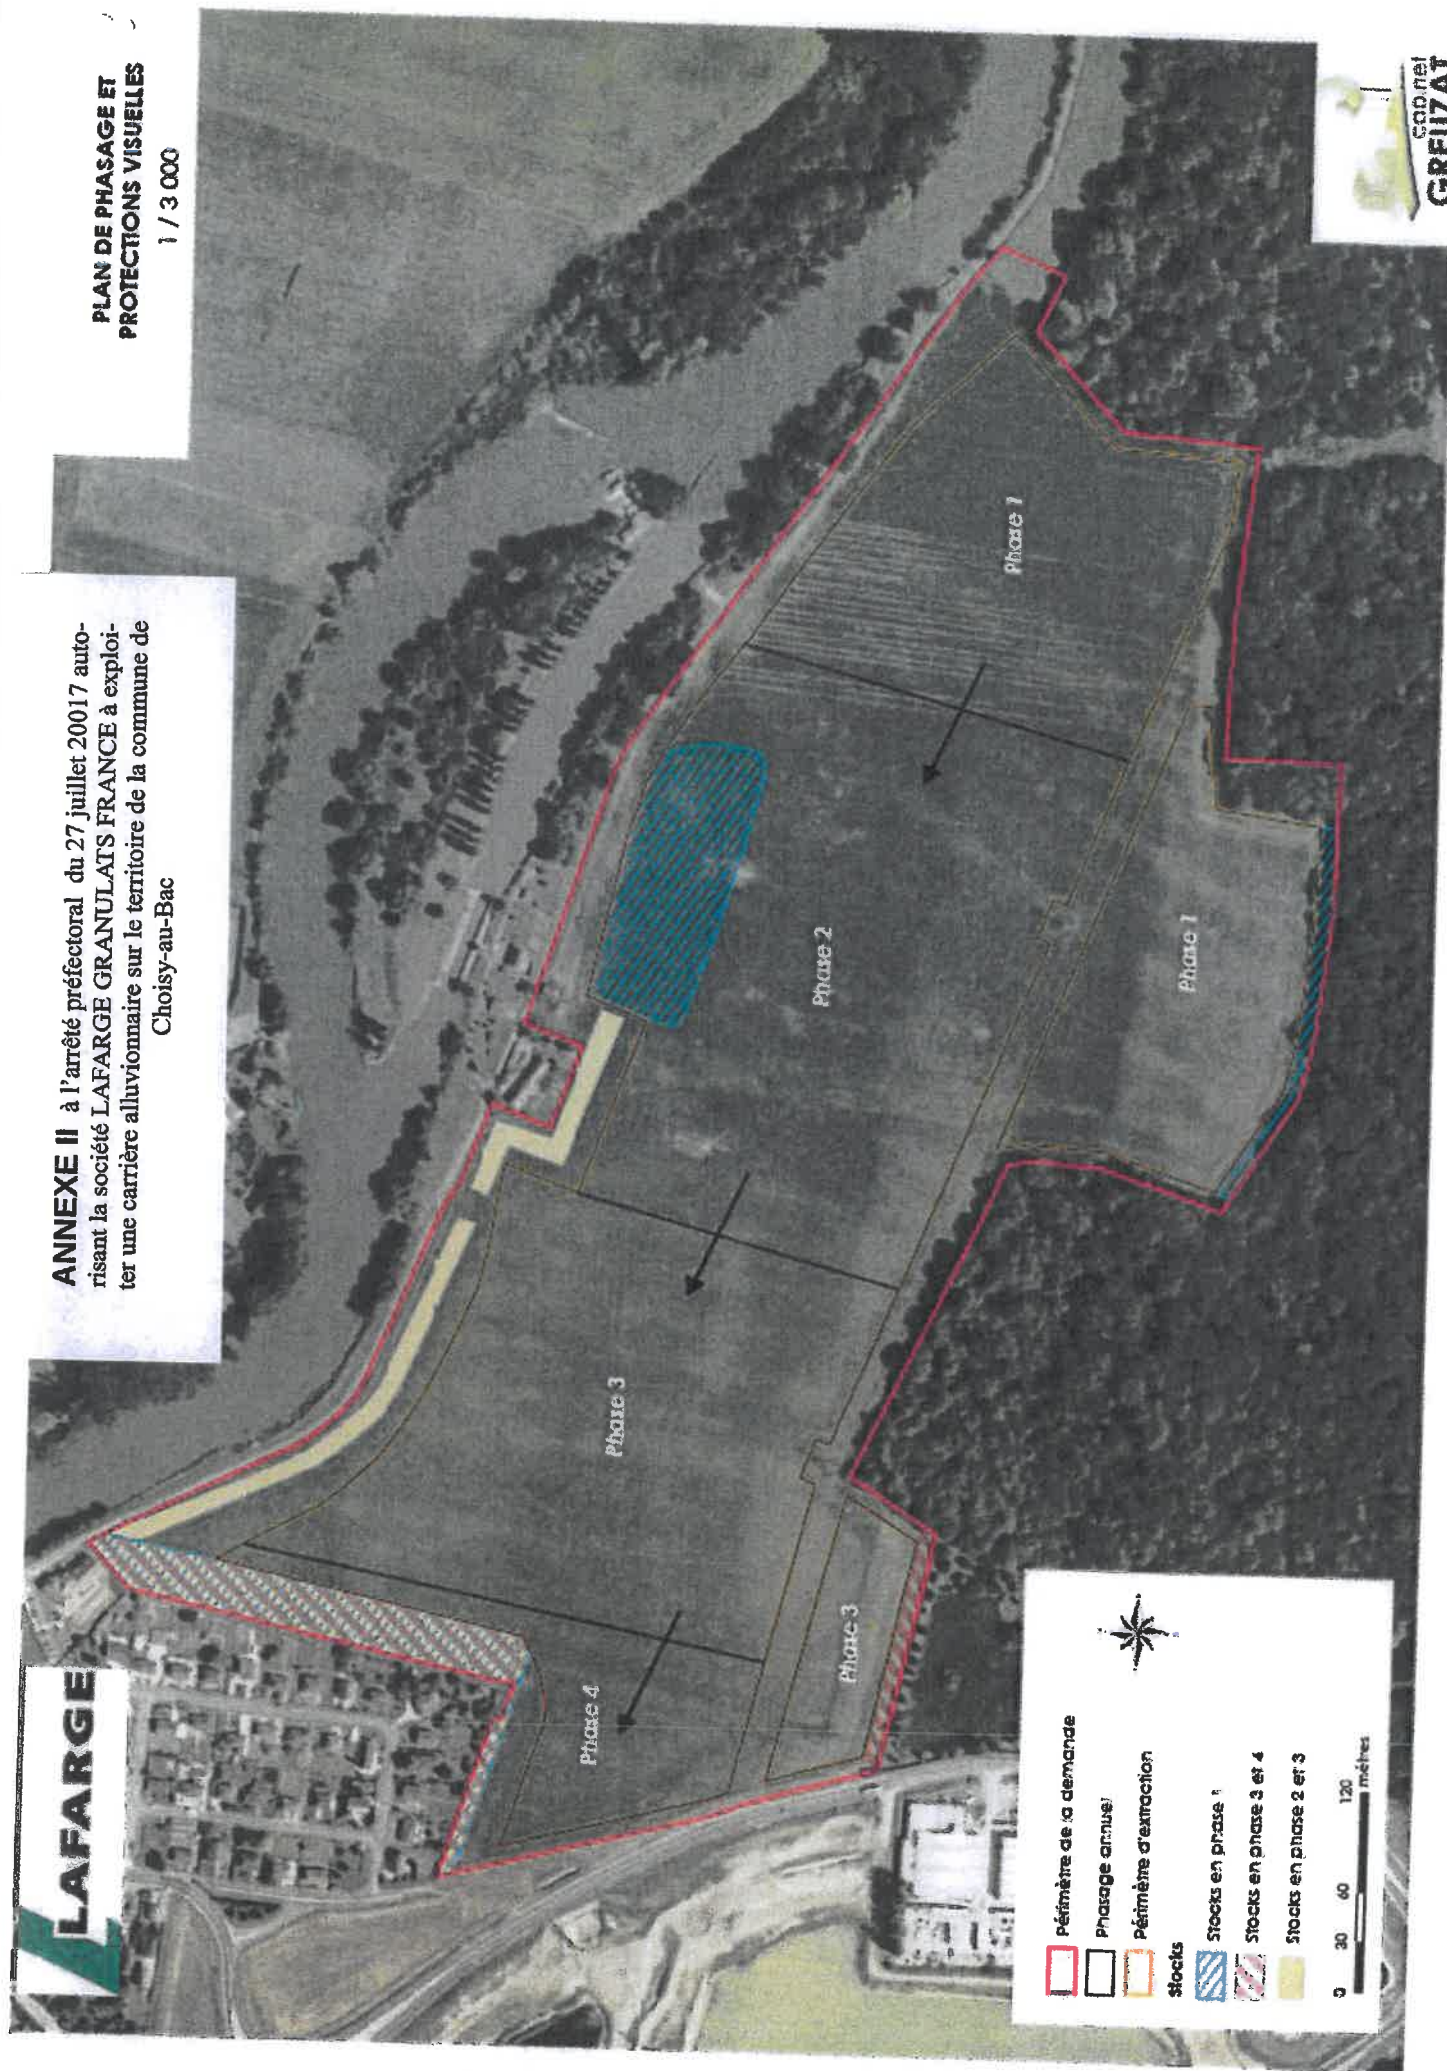 LAFARGE
ANNEXE II à l'arrêté préfectoral du 27 juillet 20017 auto-
risant la société LAFARGE GRANULATS FRANCE à exploi-
ter une carrière alluvionnaire sur le territoire de la commune de
Choisy-au-Bac
PLAN DE PHASAGE ET
PROTECTIONS VISUELLES
1 / 3 000
Phase 4
Phase 3
Phase 3
Phase 2
Phase 1
Phase 1
Périmètre de la demande
Phasage annuel
Périmètre d'extraction
Stocks
Stocks en phase 1
Stocks en phase 3 et 4
Stocks en phase 2 et 3
0 30 60 120
mètres
GREUZAT